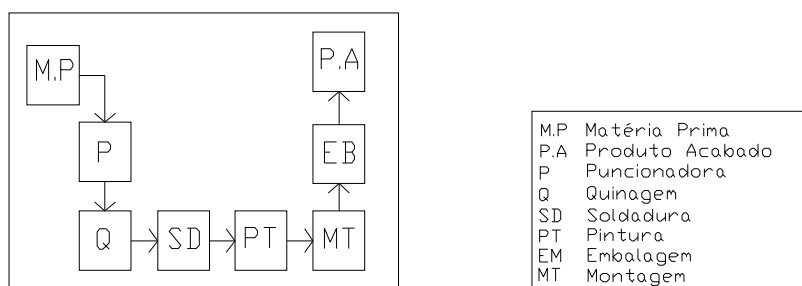 M.P
P.A
P
EB
Q
SD
PT
MT
M.P Matéria Prima
P.A Produto Acabado
P Puncionadora
Q Quinagem
SD Soldadura
PT Pintura
EM Embalagem
MT Montagem